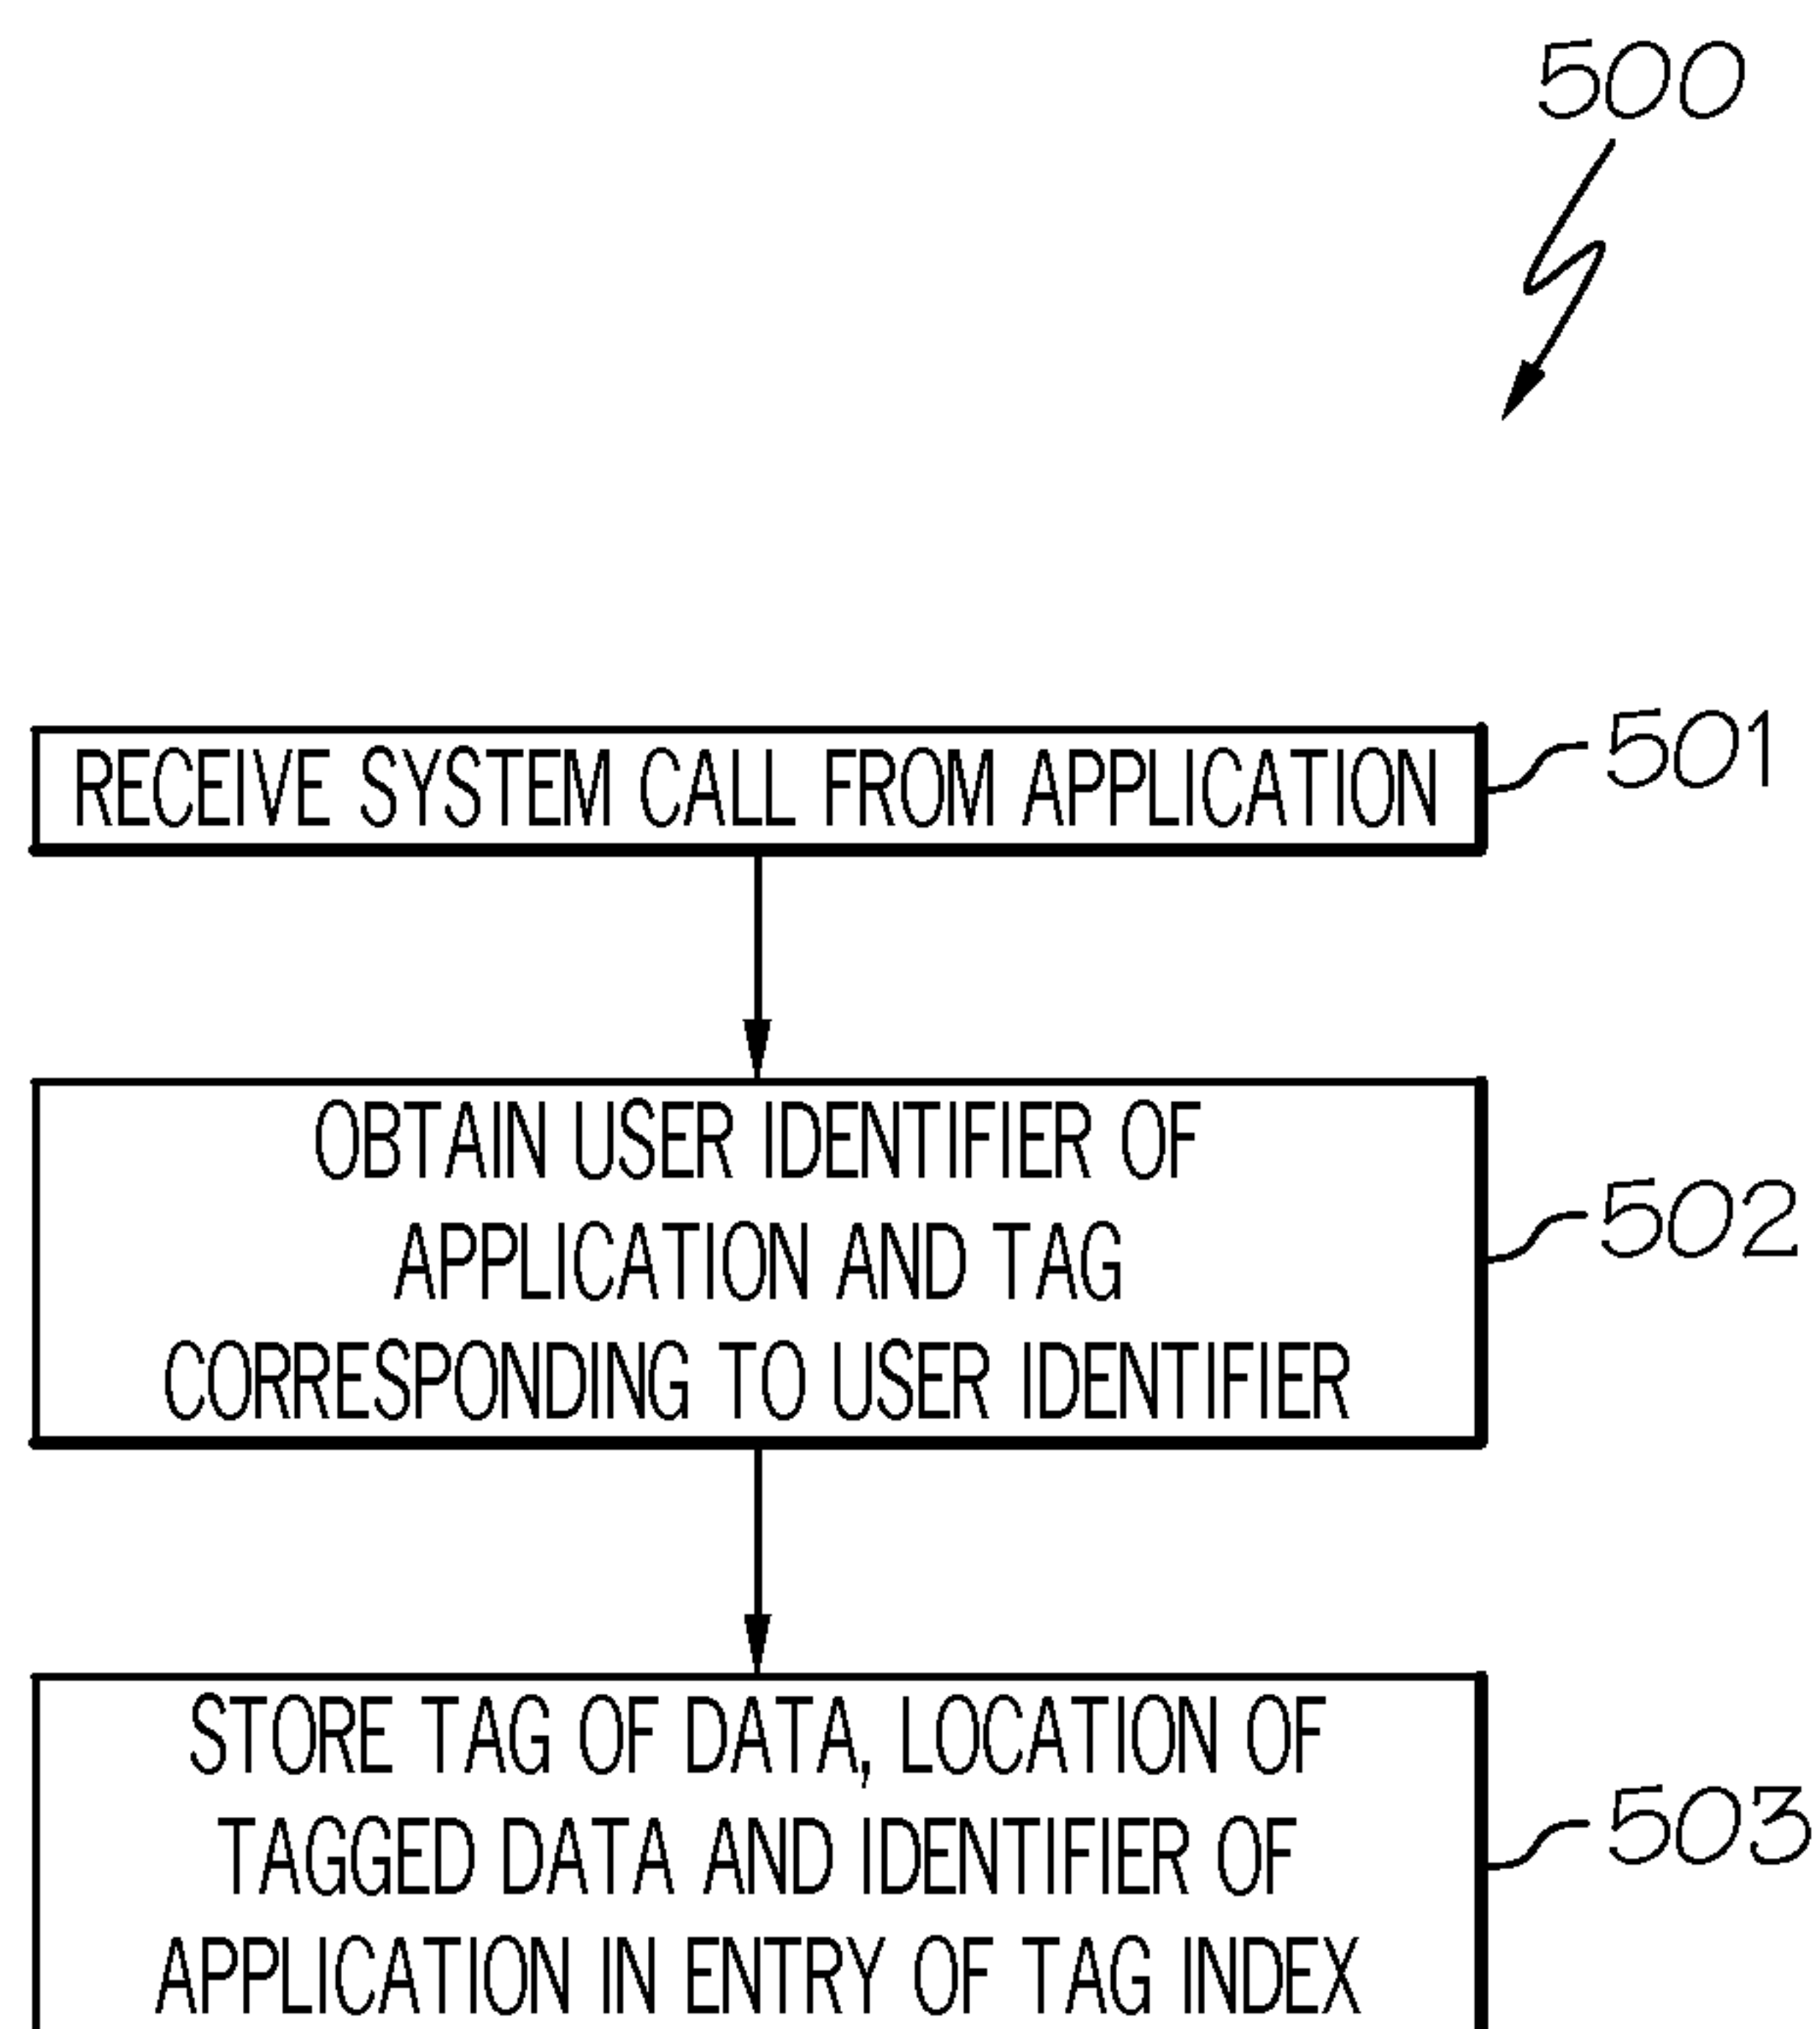 500
RECEIVE SYSTEM CALL FROM APPLICATION
501
OBTAIN USER IDENTIFIER OF
APPLICATION AND TAG
CORRESPONDING TO USER IDENTIFIER
502
STORE TAG OF DATA, LOCATION OF
TAGGED DATA AND IDENTIFIER OF
APPLICATION IN ENTRY OF TAG INDEX
503